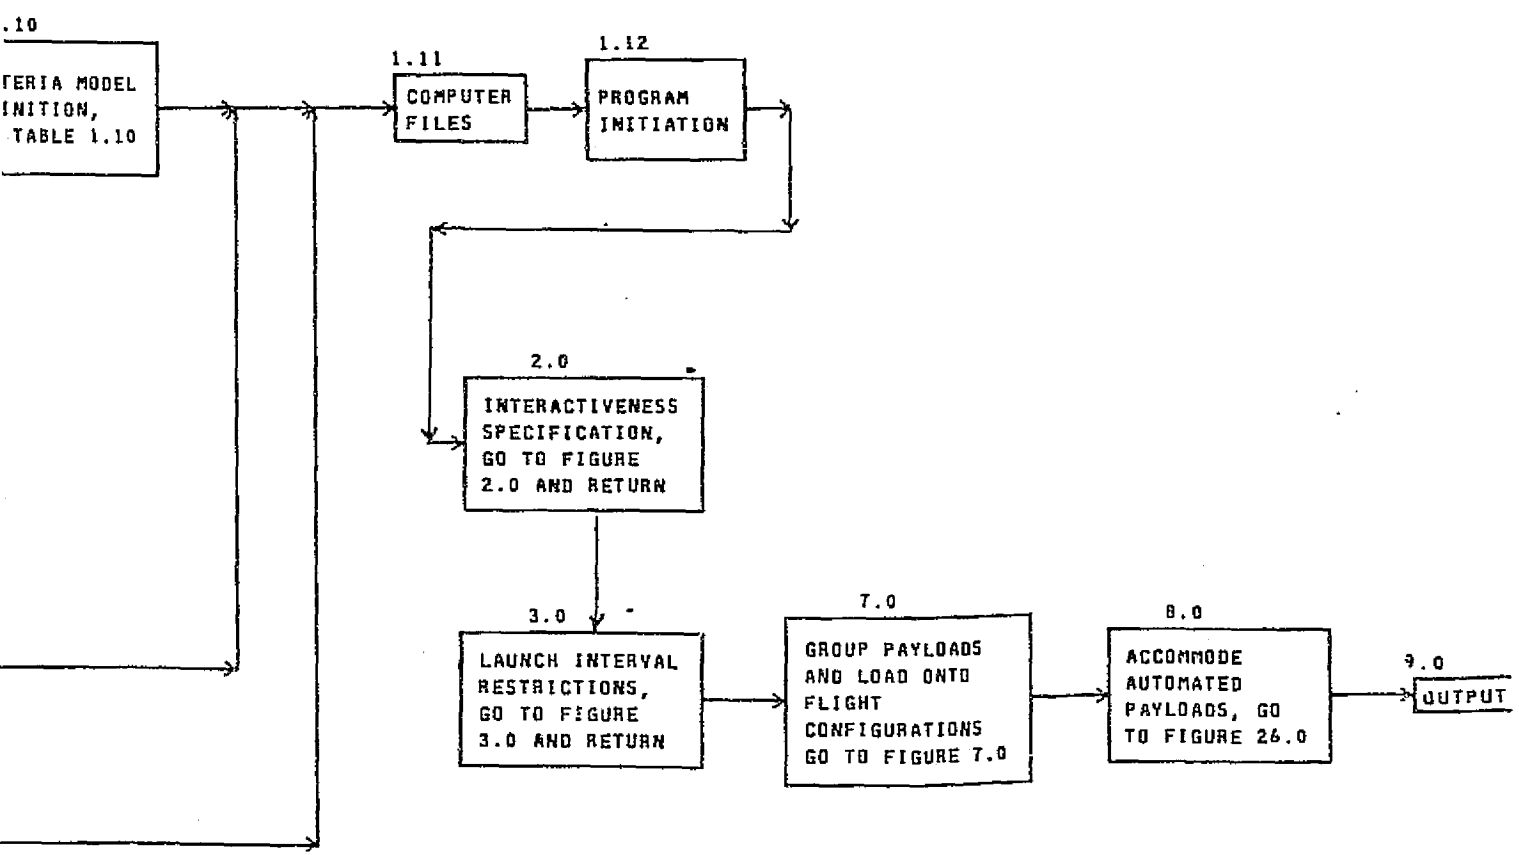 .10
TERIA MODEL
INITION,
TABLE 1.10
1.11
COMPUTER
FILES
1.12
PROGRAM
INITIATION
2.0
INTERACTIVENESS
SPECIFICATION,
GO TO FIGURE
2.0 AND RETURN
3.0
LAUNCH INTERVAL
RESTRICTIONS,
GO TO FIGURE
3.0 AND RETURN
7.0
GROUP PAYLOADS
AND LOAD ONTO
FLIGHT
CONFIGURATIONS
GO TO FIGURE 7.0
8.0
ACCOMMODE
AUTOMATED
PAYLOADS, GO
TO FIGURE 26.0
9.0
OUTPUT